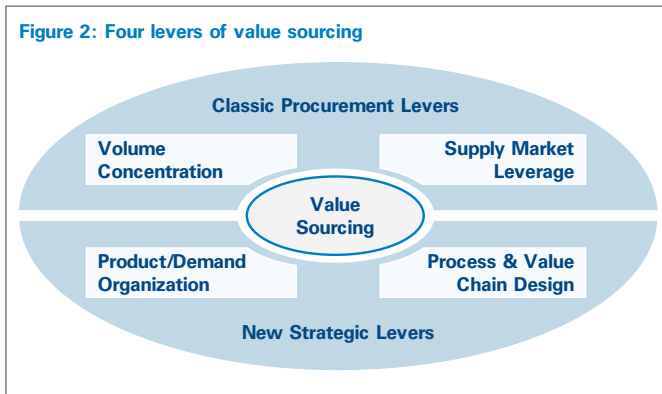 Figure 2: Four levers of value sourcing
Classic Procurement Levers
Volume
Concentration
Supply Market
Leverage
Value
Sourcing
Product/Demand
Organization
Process & Value
Chain Design
New Strategic Levers